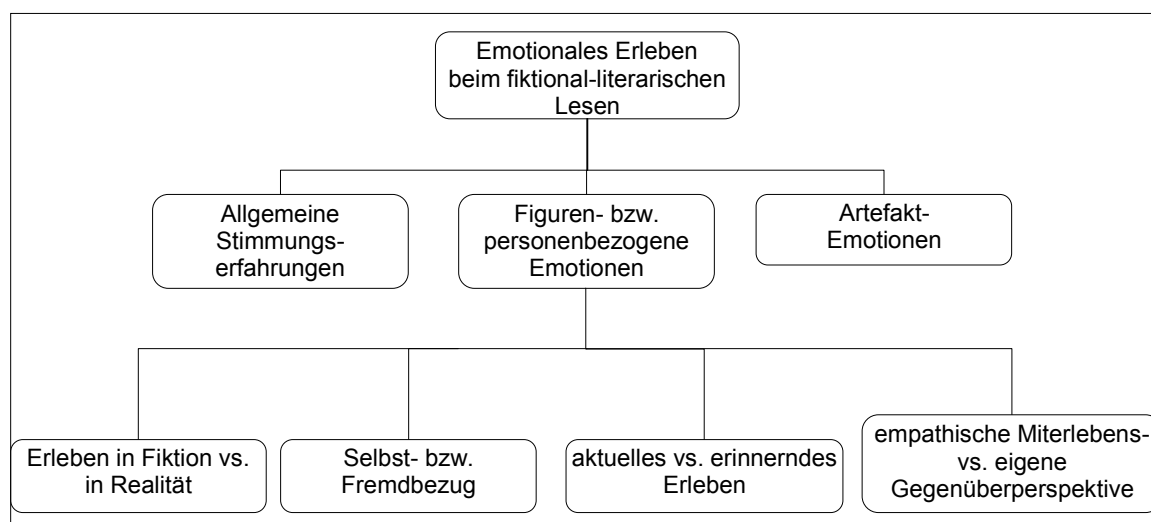 Emotionales Erleben
beim fiktional-literarischen
Lesen
Allgemeine
Stimmungs-
erfahrungen
Figuren- bzw.
personenbezogene
Emotionen
Artefakt-
Emotionen
Erleben in Fiktion vs.
in Realität
Selbst- bzw.
Fremdbezug
aktuelles vs. erinnerndes
Erleben
empathische Miterlebens-
vs. eigene
Gegenüberperspektive